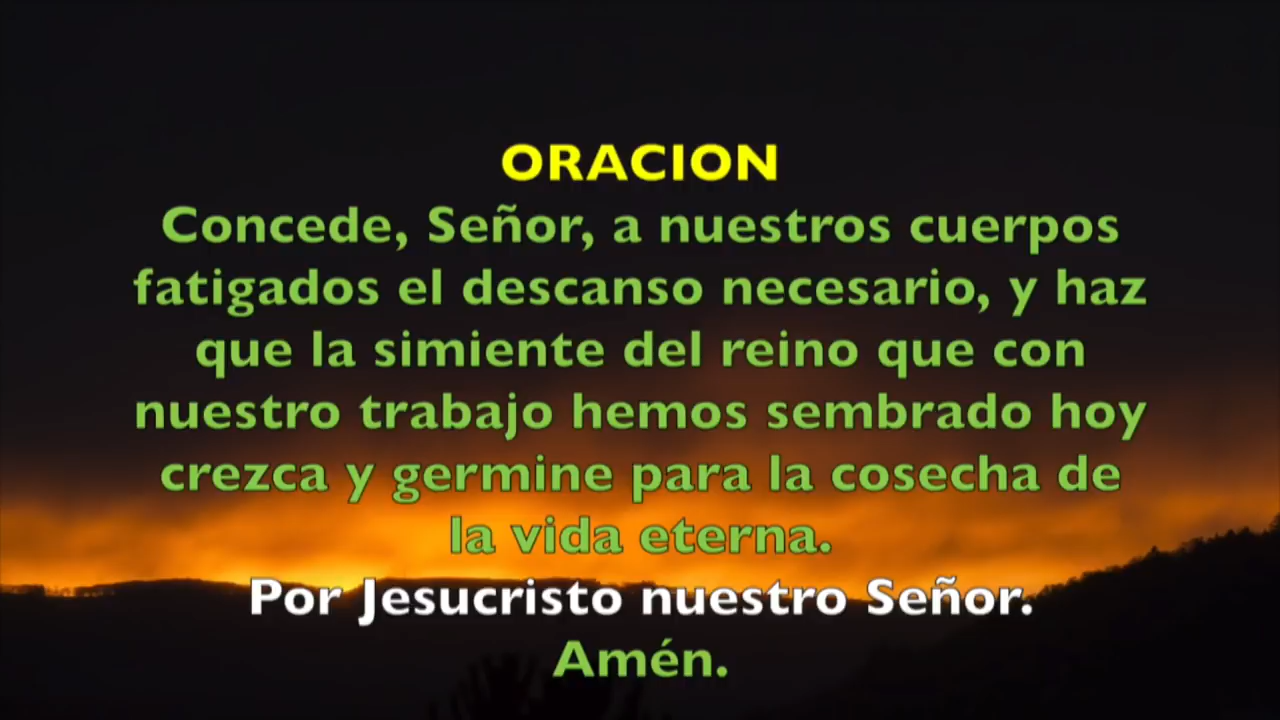 ORACION
Concede, Señor, a nuestros cuerpos
fatigados el descanso necesario, y haz
que la simiente del reino que con
nuestro trabajo hemos sembrado hoy
crezca y germine para la cosecha de
la vida eterna.
Por Jesucristo nuestro Señor.
Amén.